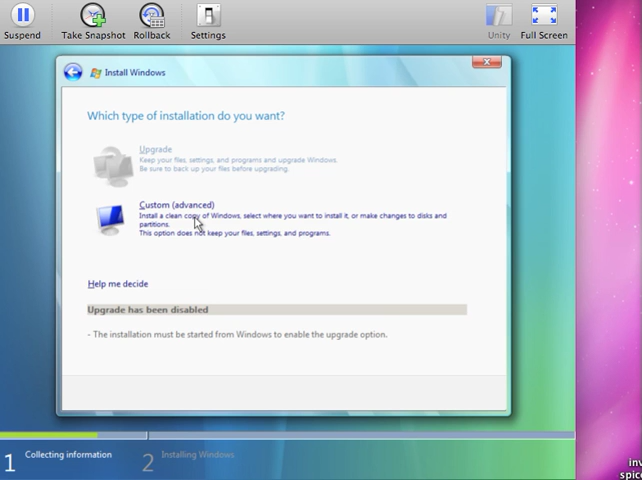 Suspend
Take Snapshot
Rollback
Settings
Unity
Full Screen
Install Windows
Which type of installation do you want?
Upgrade
Keep your files, settings, and programs and upgrade Windows.
Be sure to back up your files before upgrading.
Custom (advanced)
Install a clean copy of Windows, select where you want to install it, or make changes to disks and
partitions.
This option does not keep your files, settings, and programs.
Help me decide
Upgrade has been disabled
- The installation must be started from Windows to enable the upgrade option.
1 Collecting information
2 Installing Windows
inv
spic